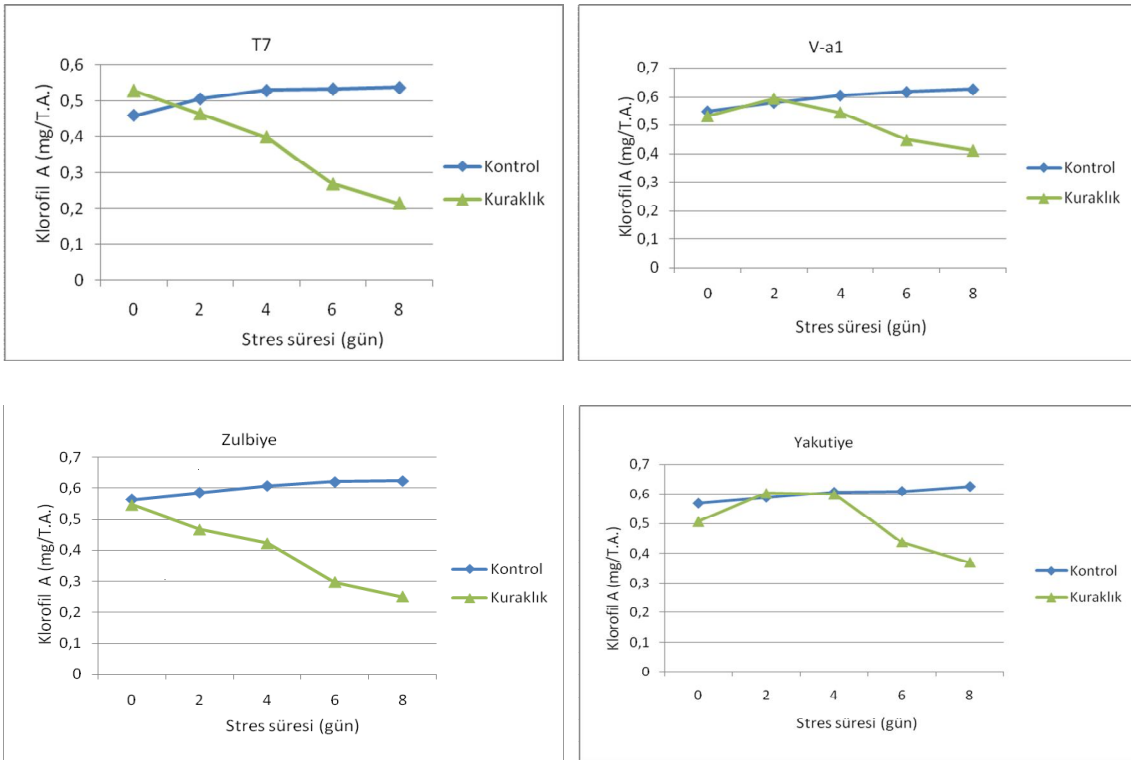 T7
0,6
0,5
0,4
0,3
0,2
0,1
0
Klorofil A (mg/T.A.)
0 2 4 6 8
Stres süresi (gün)
Kontrol
Kuraklık
V-a1
0,7
0,6
0,5
0,4
0,3
0,2
0,1
0
Klorofil A (mg/T.A.)
0 2 4 6 8
Stres süresi (gün)
Kontrol
Kuraklık
Zulbiye
0,7
0,6
0,5
0,4
0,3
0,2
0,1
0
Klorofil A (mg/T.A.)
0 2 4 6 8
Stres süresi (gün)
Kontrol
Kuraklık
Yakutiye
0,7
0,6
0,5
0,4
0,3
0,2
0,1
0
Klorofil A (mg/T.A.)
0 2 4 6 8
Stres süresi (gün)
Kontrol
Kuraklık